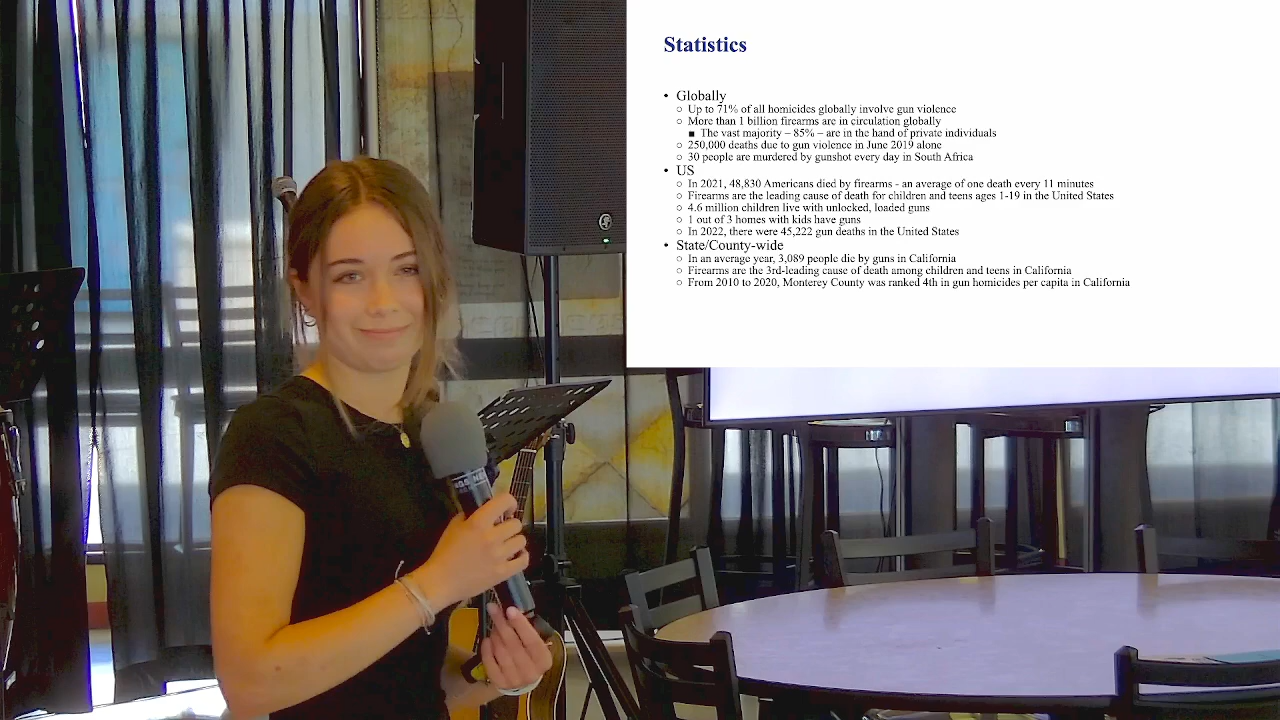 Statistics
• Globally
○ Up to 71% of all homicides globally involve gun violence
○ More than 1 billion firearms are in circulation globally
■ The vast majority – 85% – are in the hand of private individuals
○ 250,000 deaths due to gun violence in June 2019 alone
○ 30 people are murdered by gunshot every day in South Africa
• US
○ In 2021, 48,830 Americans died by firearms - an average of one death every 11 minutes
○ Firearms are the leading cause of death for children and teens ages 1-19 in the United States
○ 4.6 million children live with unlocked, loaded guns
○ 1 out of 3 homes with kids have guns
○ In 2022, there were 45,222 gun deaths in the United States
• State/County-wide
○ In an average year, 3,089 people die by guns in California
○ Firearms are the 3rd-leading cause of death among children and teens in California
○ From 2010 to 2020, Monterey County was ranked 4th in gun homicides per capita in California